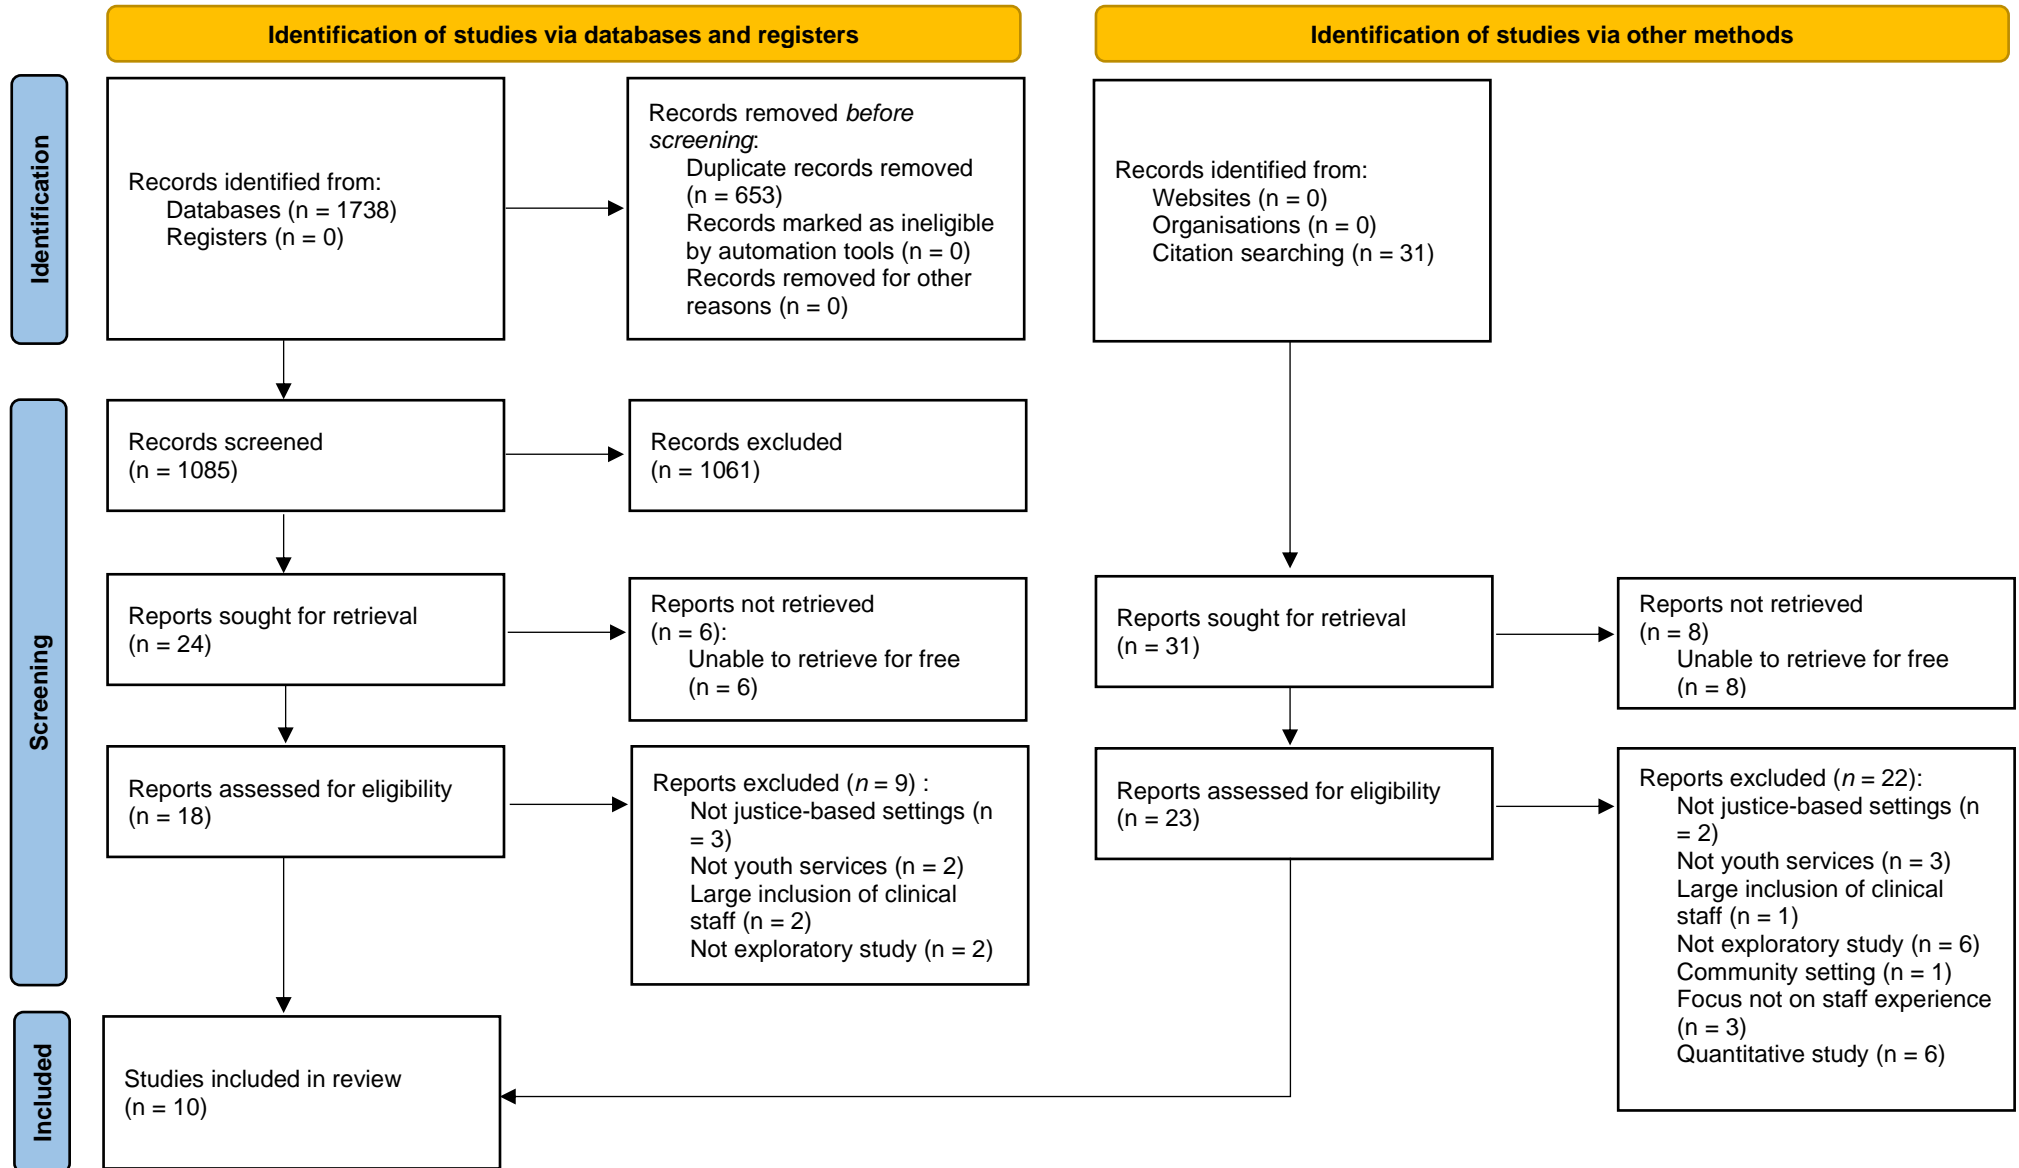 Identification of studies via databases and registers
Identification of studies via other methods
Identification
Records identified from:
Databases (n = 1738)
Registers (n = 0)
Records removed before
screening:
Duplicate records removed
(n = 653)
Records marked as ineligible
by automation tools (n = 0)
Records removed for other
reasons (n = 0)
Records identified from:
Websites (n = 0)
Organisations (n = 0)
Citation searching (n = 31)
Screening
Records screened
(n = 1085)
Records excluded
(n = 1061)
Reports sought for retrieval
(n = 24)
Reports not retrieved
(n = 6):
Unable to retrieve for free
(n = 6)
Reports sought for retrieval
(n = 31)
Reports not retrieved
(n = 8)
Unable to retrieve for free
(n = 8)
Reports assessed for eligibility
(n = 18)
Reports excluded (n = 9) :
Not justice-based settings (n
= 3)
Not youth services (n = 2)
Large inclusion of clinical
staff (n = 2)
Not exploratory study (n = 2)
Reports assessed for eligibility
(n = 23)
Reports excluded (n = 22):
Not justice-based settings (n
= 2)
Not youth services (n = 3)
Large inclusion of clinical
staff (n = 1)
Not exploratory study (n = 6)
Community setting (n = 1)
Focus not on staff experience
(n = 3)
Quantitative study (n = 6)
Included
Studies included in review
(n = 10)